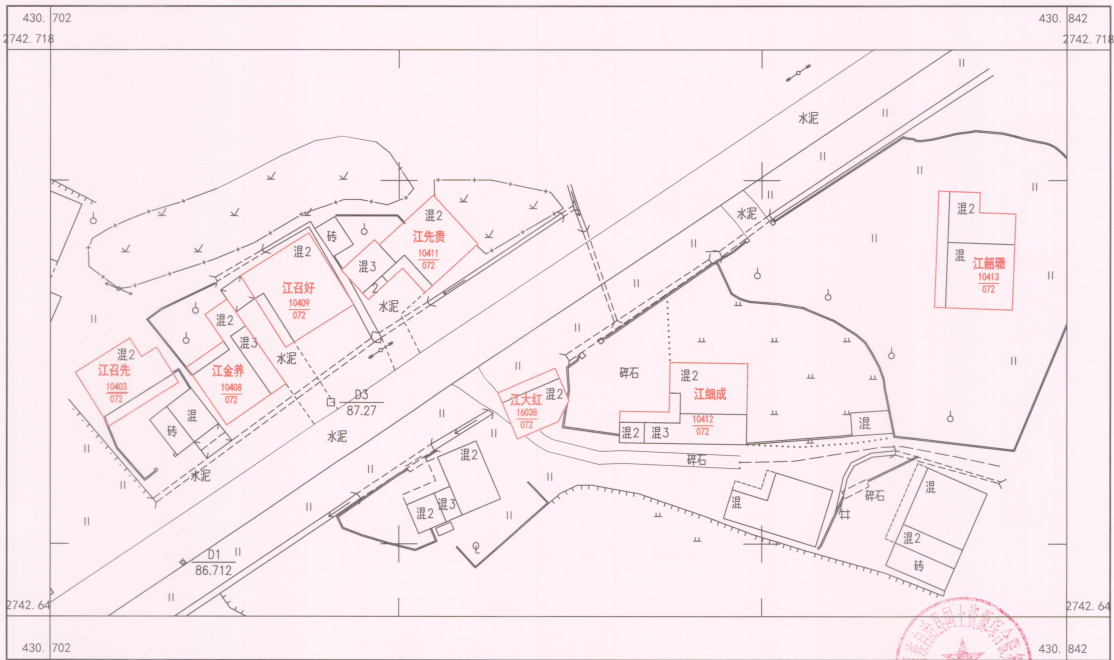 430. 702
430. 842
2742.718
2742.718
水泥
水泥
混2
砖
混2
江先贵
10411
072
混2
混
江韶珊
10413
072
混3
2
江召好
10409
072
水泥
混2
混3
水泥
混2
江召先
10403
072
江金养
10408
072
混
砖
水泥
D3
87.27
水泥
碎石
混2
江大红
16038
072
混2
江细成
10412
072
混2
混3
混
碎石
混2
混2
混3
混
碎石
混
混2
砖
D1
86.712
2742.64
2742.64
430. 702
430. 842